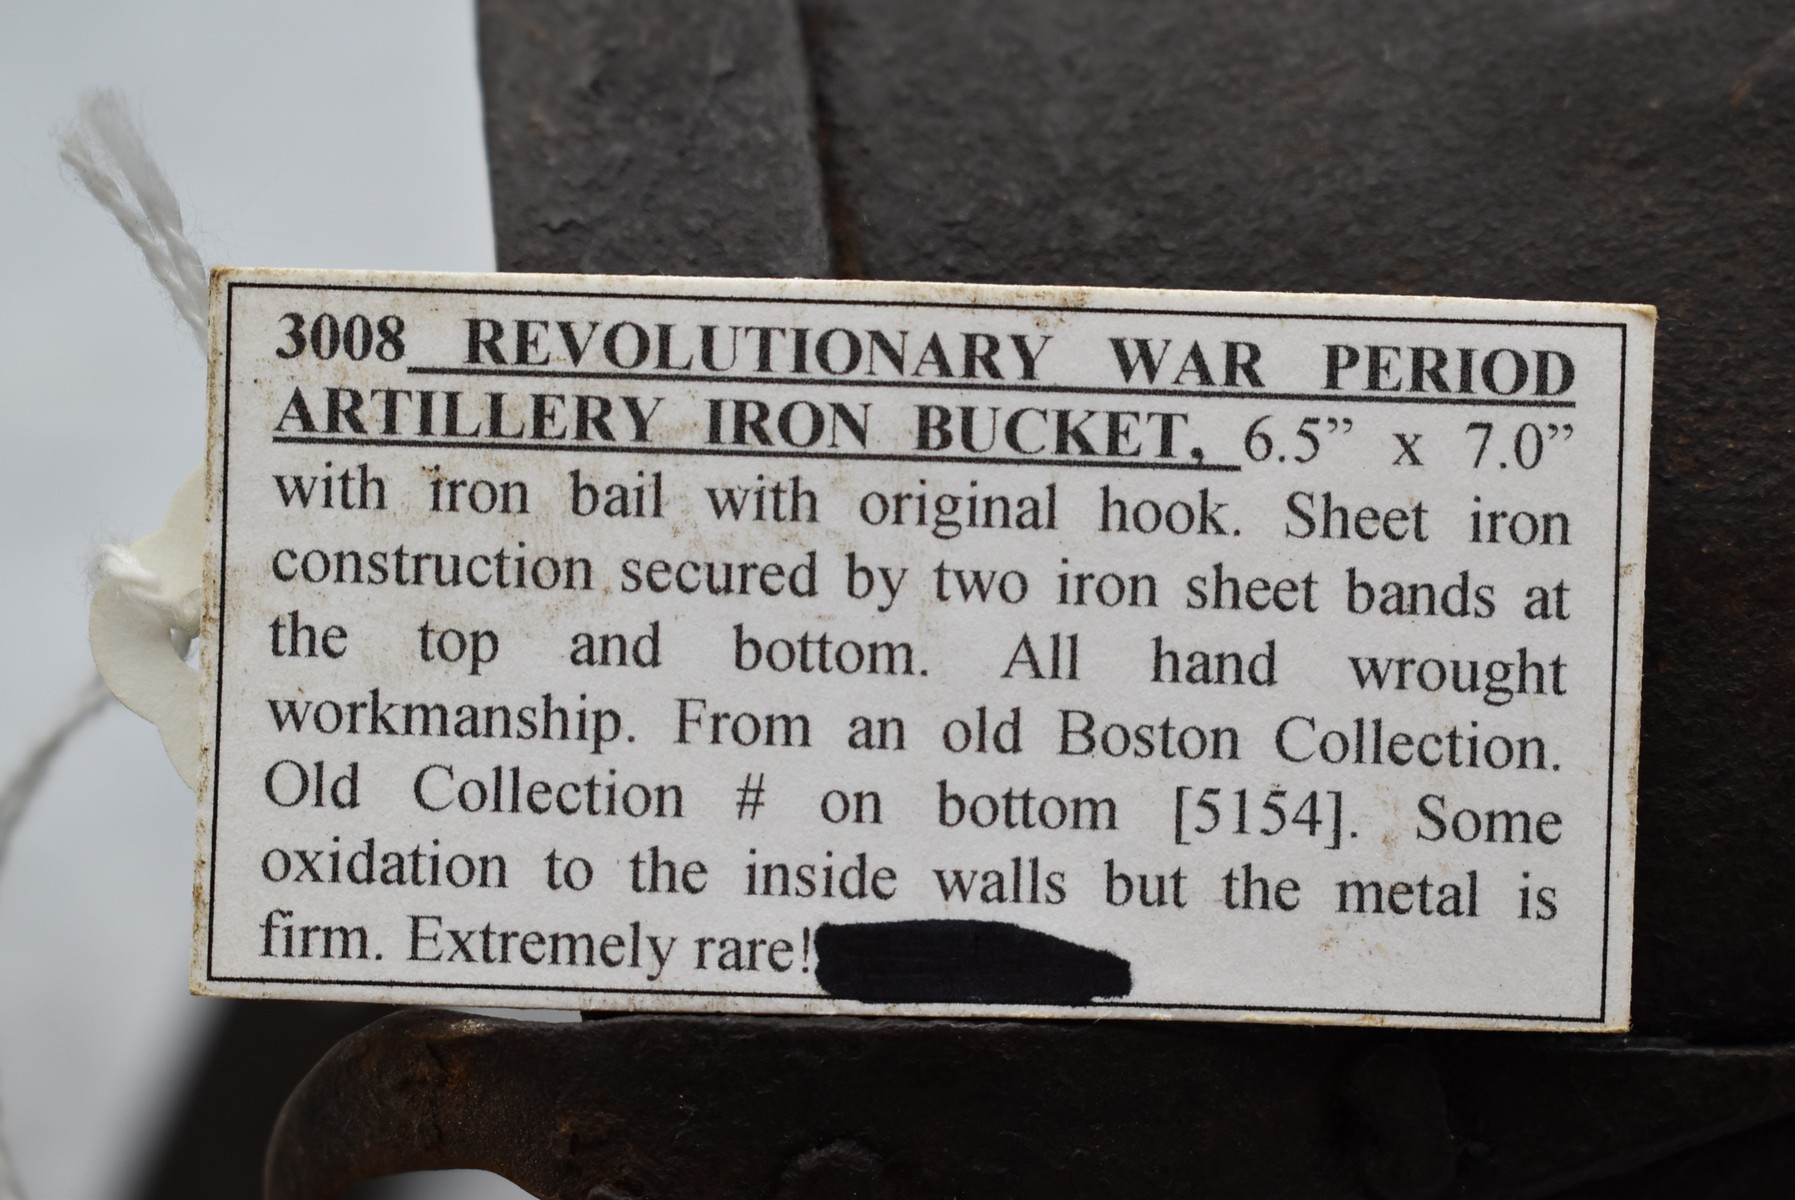 3008 REVOLUTIONARY WAR PERIOD
ARTILLERY IRON BUCKET, 6.5” x 7.0”
with iron bail with original hook. Sheet iron
construction secured by two iron sheet bands at
the top and bottom. All hand wrought
workmanship. From an old Boston Collection.
Old Collection # on bottom [5154]. Some
oxidation to the inside walls but the metal is
firm. Extremely rare!